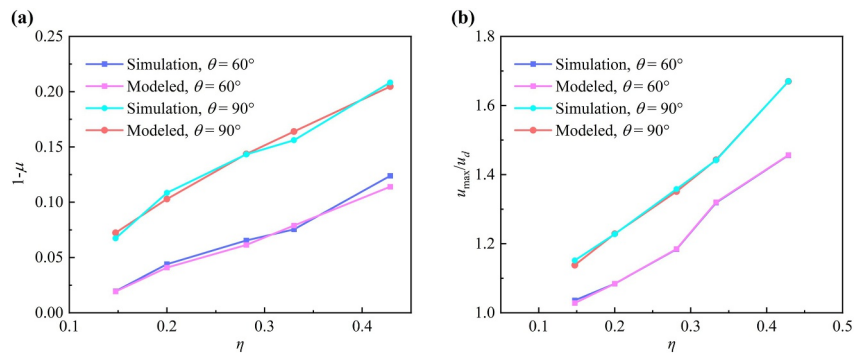 (a)
0.25
0.20
0.15
0.10
0.05
0.00
1-μ
Simulation, θ = 60°
Modeled, θ = 60°
Simulation, θ = 90°
Modeled, θ = 90°
0.1
0.2
0.3
0.4
η
(b)
1.8
1.6
1.4
1.2
1.0
u_max/u_d
Simulation, θ = 60°
Modeled, θ = 60°
Simulation, θ = 90°
Modeled, θ = 90°
0.1
0.2
0.3
0.4
0.5
η